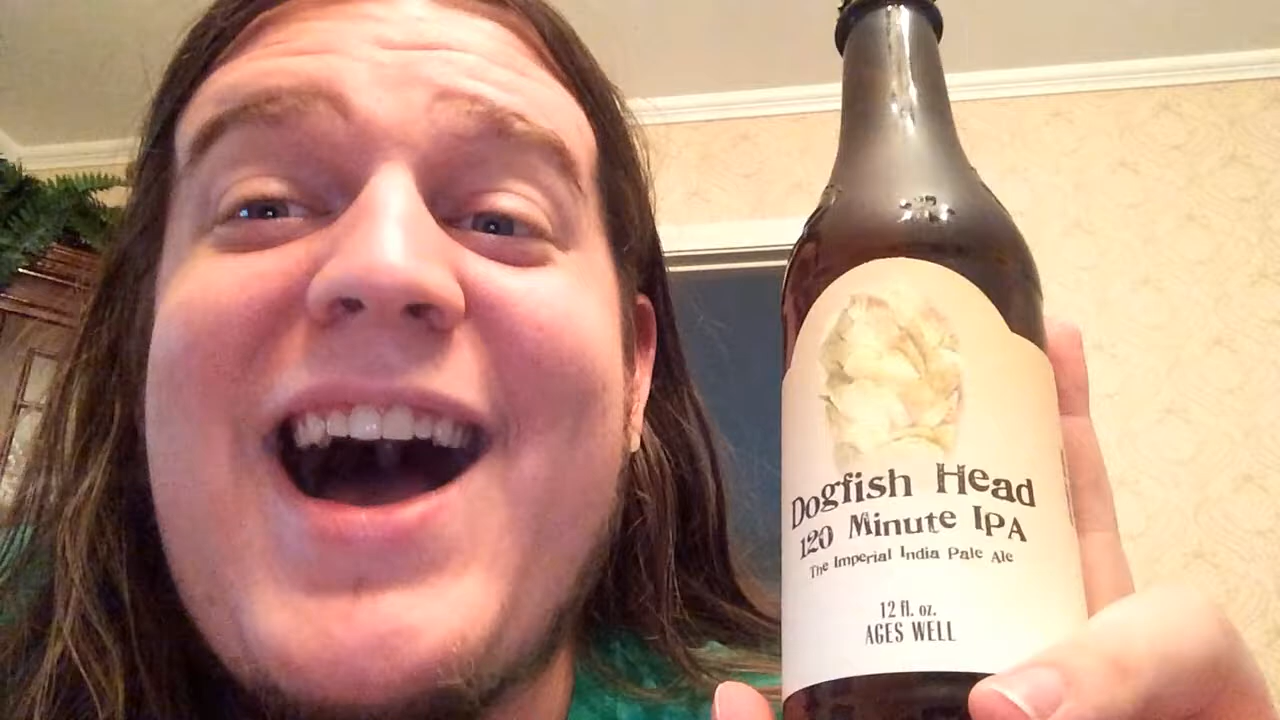 Dogfish Head
120 Minute IPA
The Imperial India Pale Ale
12 fl. oz.
AGES WELL